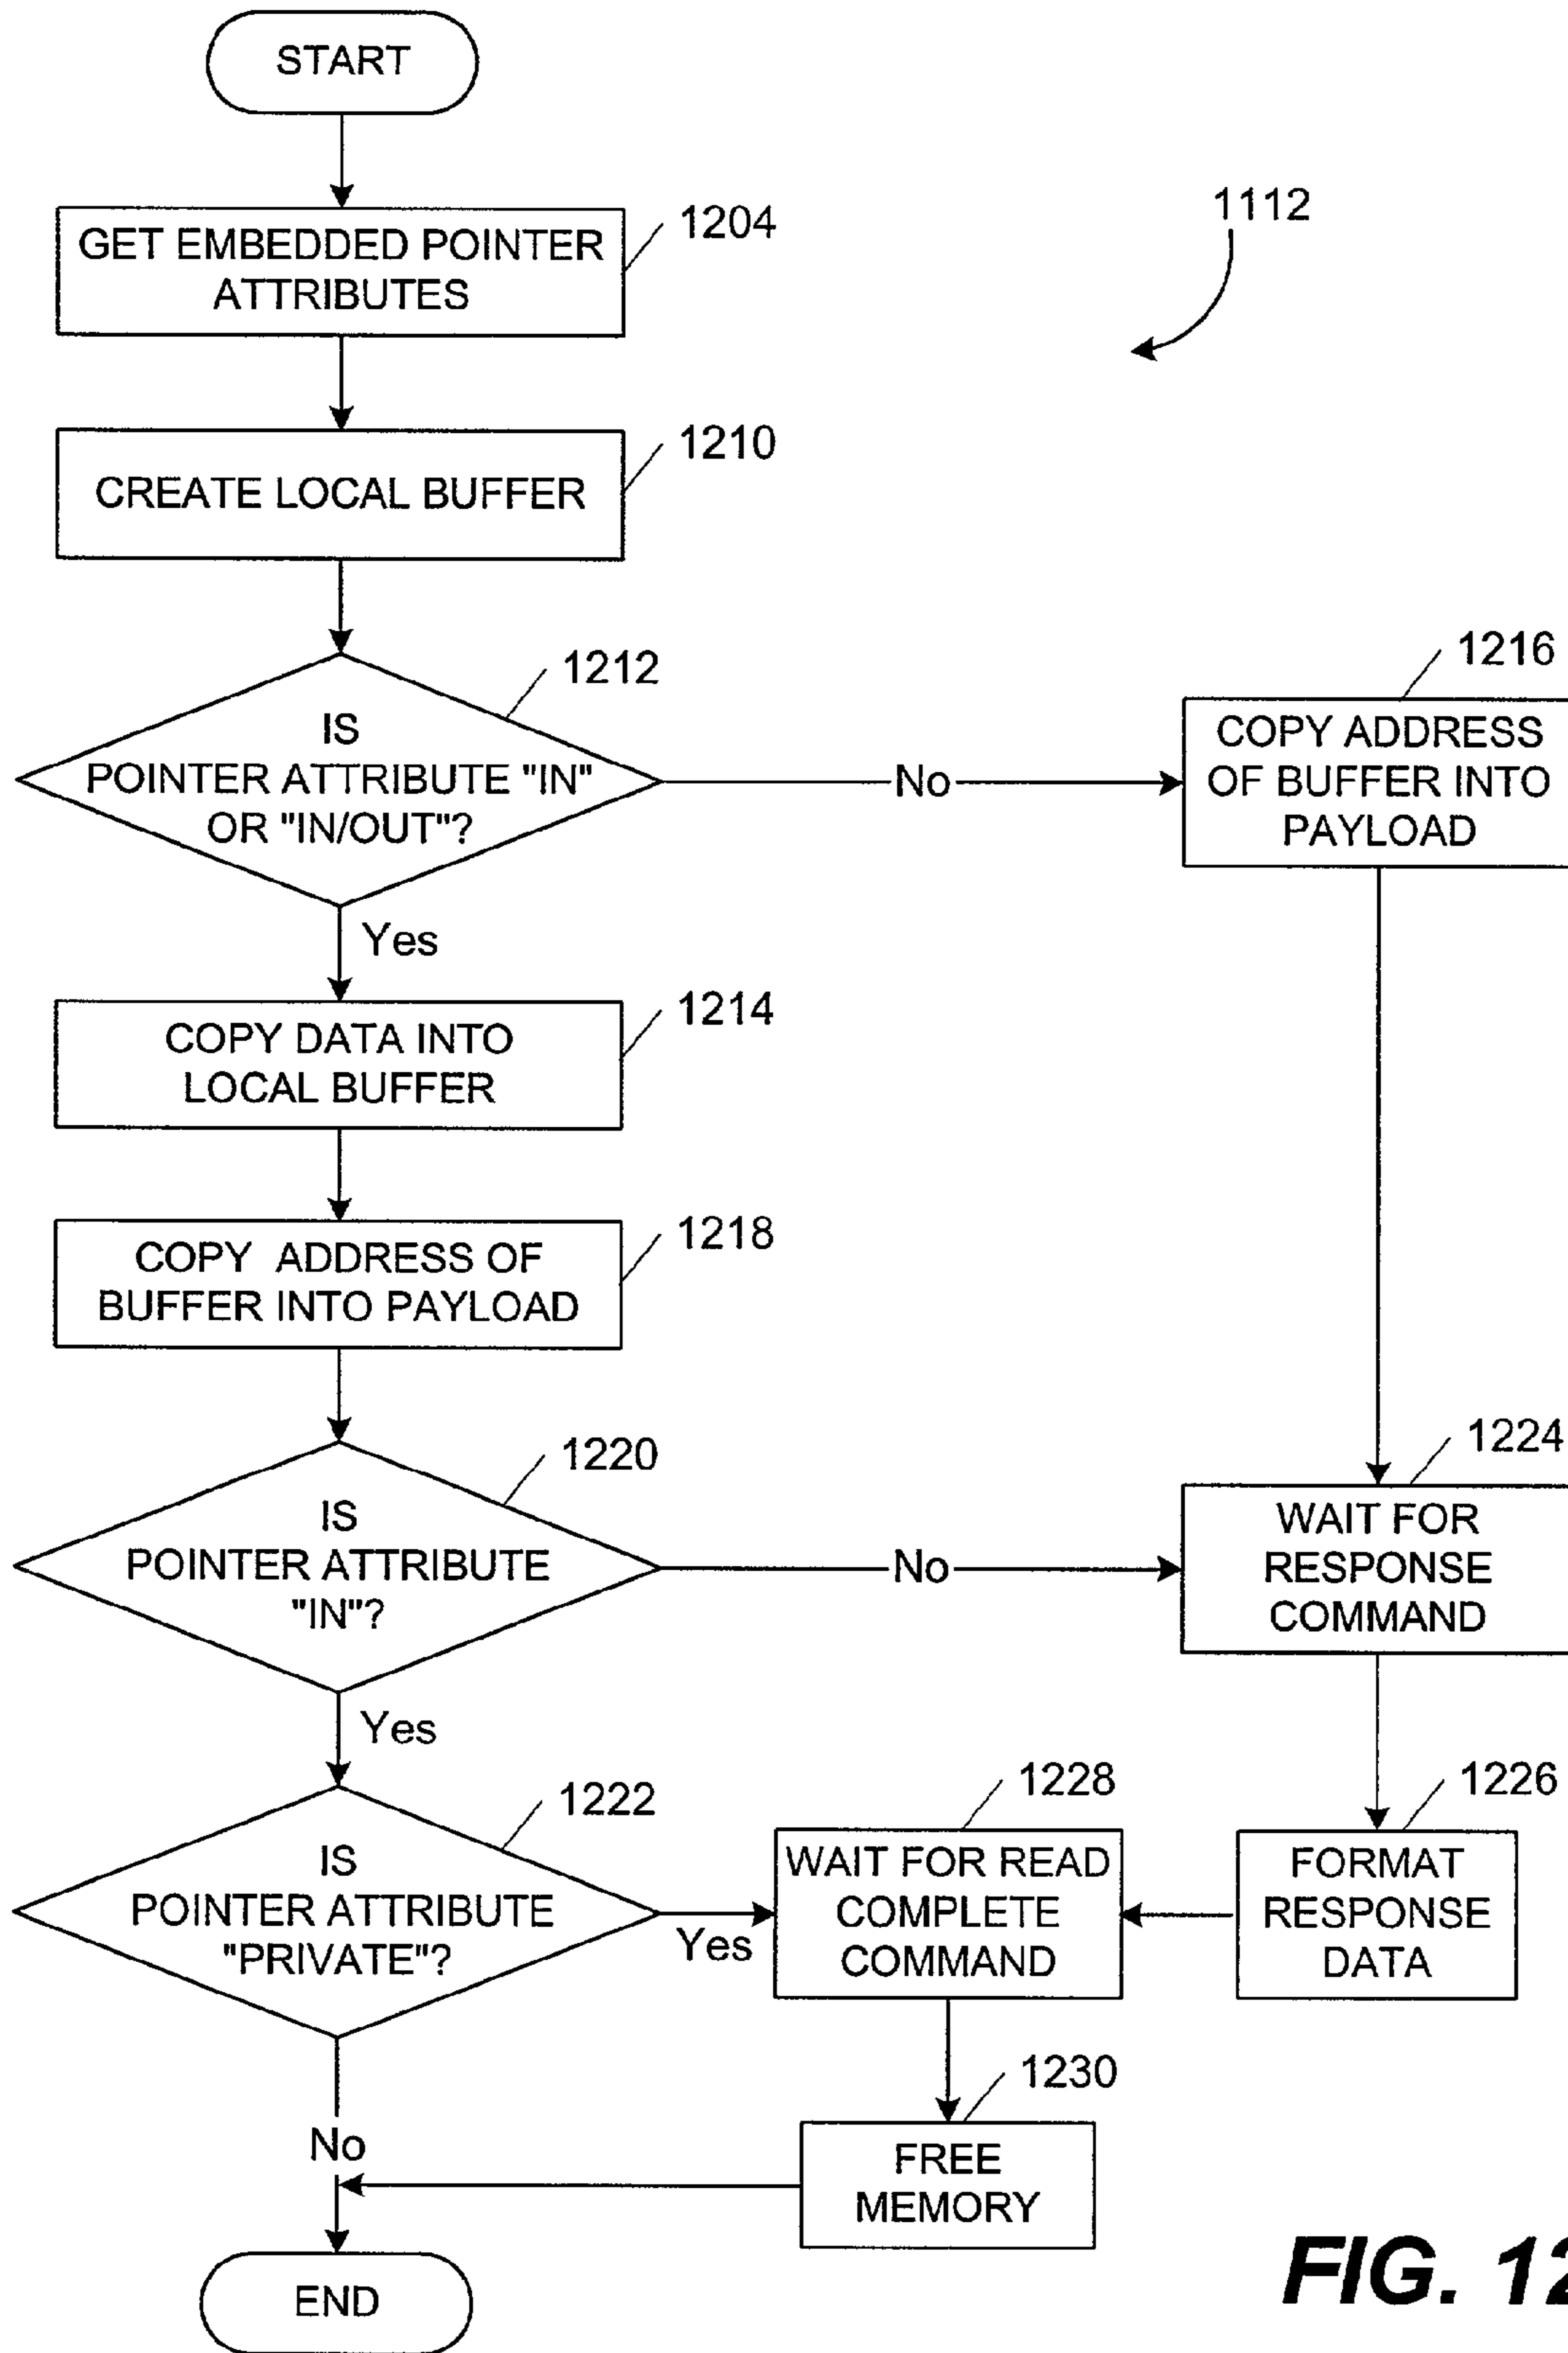 START
1204
GET EMBEDDED POINTER
ATTRIBUTES
1112
1210
CREATE LOCAL BUFFER
1212
IS
POINTER ATTRIBUTE "IN"
OR "IN/OUT"?
No
1216
COPY ADDRESS
OF BUFFER INTO
PAYLOAD
Yes
1214
COPY DATA INTO
LOCAL BUFFER
1218
COPY ADDRESS OF
BUFFER INTO PAYLOAD
1220
IS
POINTER ATTRIBUTE
"IN"?
No
1224
WAIT FOR
RESPONSE
COMMAND
Yes
1222
IS
POINTER ATTRIBUTE
"PRIVATE"?
Yes
1228
WAIT FOR READ
COMPLETE
COMMAND
1226
FORMAT
RESPONSE
DATA
No
1230
FREE
MEMORY
END
FIG. 12